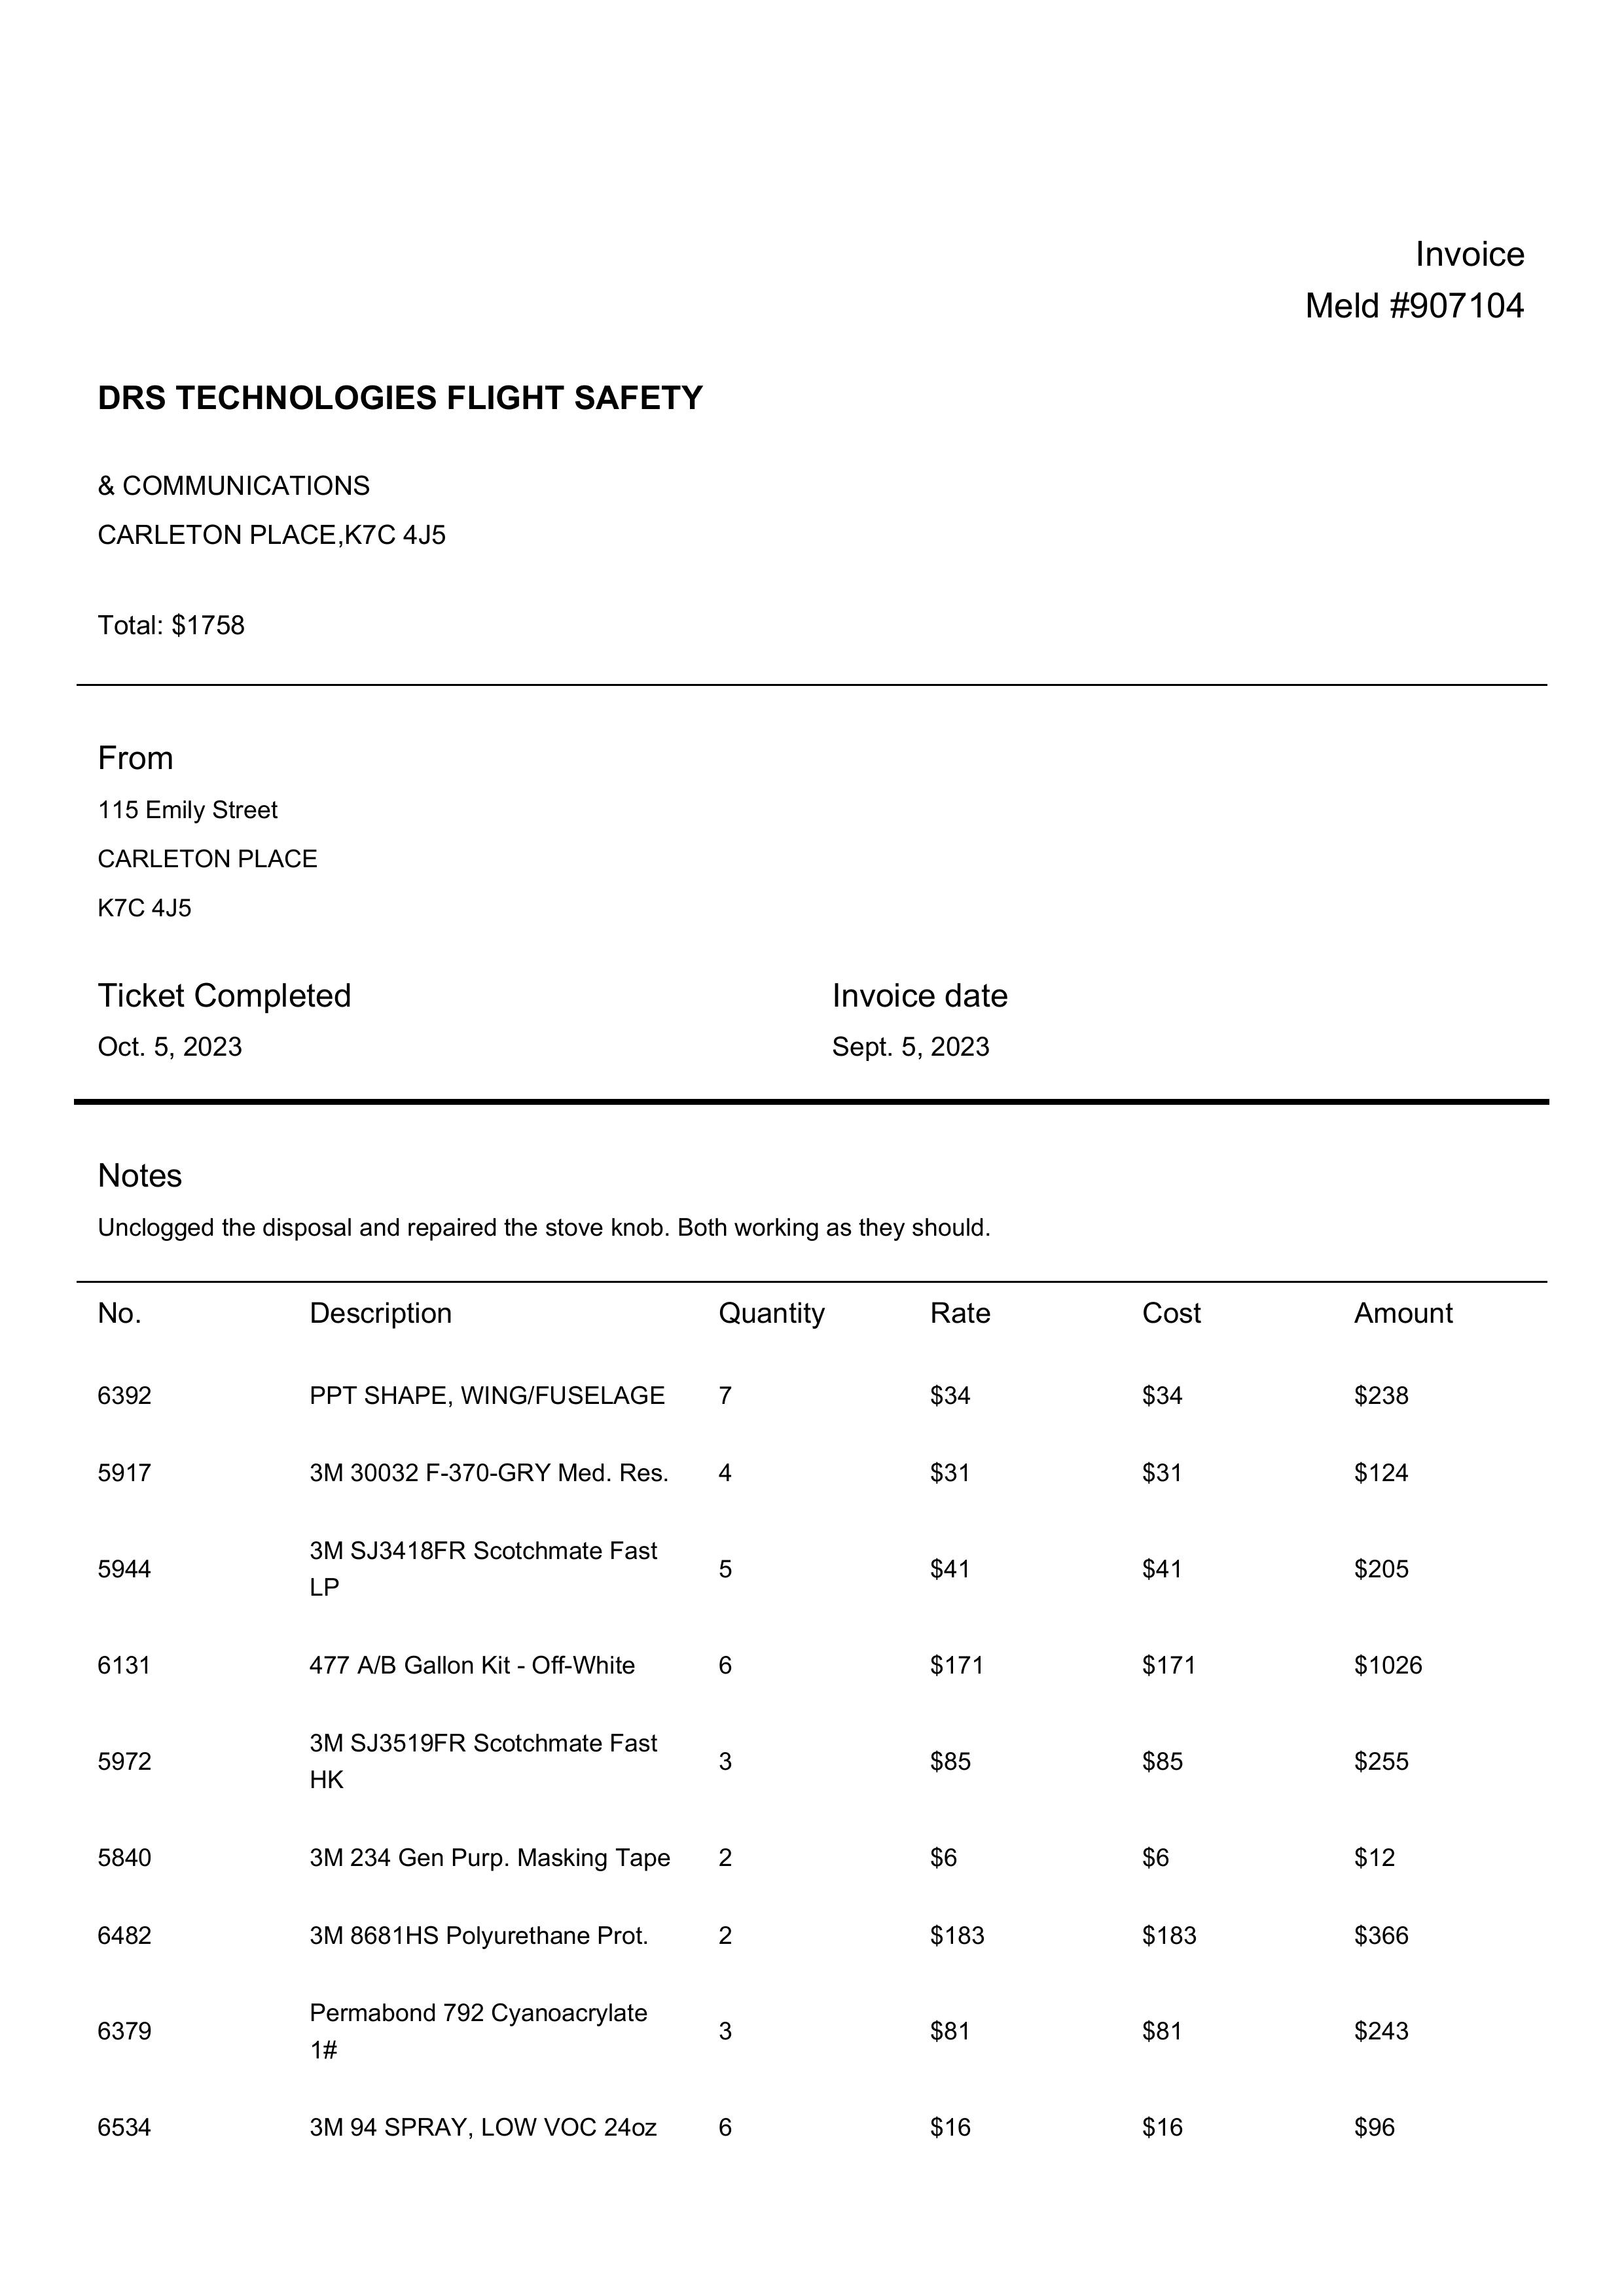 Invoice
Meld #907104
DRS TECHNOLOGIES FLIGHT SAFETY
& COMMUNICATIONS
CARLETON PLACE,K7C 4J5
Total: $1758
From
115 Emily Street
CARLETON PLACE
K7C 4J5
Ticket Completed Invoice date
Oct. 5, 2023 Sept. 5, 2023
Notes
Unclogged the disposal and repaired the stove knob. Both working as they should.
No. Description Quantity Rate Cost Amount
6392 PPT SHAPE, WING/FUSELAGE 7 $34 $34 $238
5917 3M 30032 F-370-GRY Med. Res. 4 $31 $31 $124
5944 3M SJ3418FR Scotchmate Fast 5 $41 $41 $205
LP
6131 477 A/B Gallon Kit - Off-White 6 $171 $171 $1026
5972 3M SJ3519FR Scotchmate Fast 3 $85 $85 $255
HK
5840 3M 234 Gen Purp. Masking Tape 2 $6 $6 $12
6482 3M 8681HS Polyurethane Prot. 2 $183 $183 $366
6379 Permabond 792 Cyanoacrylate 3 $81 $81 $243
1#
6534 3M 94 SPRAY, LOW VOC 24oz 6 $16 $16 $96